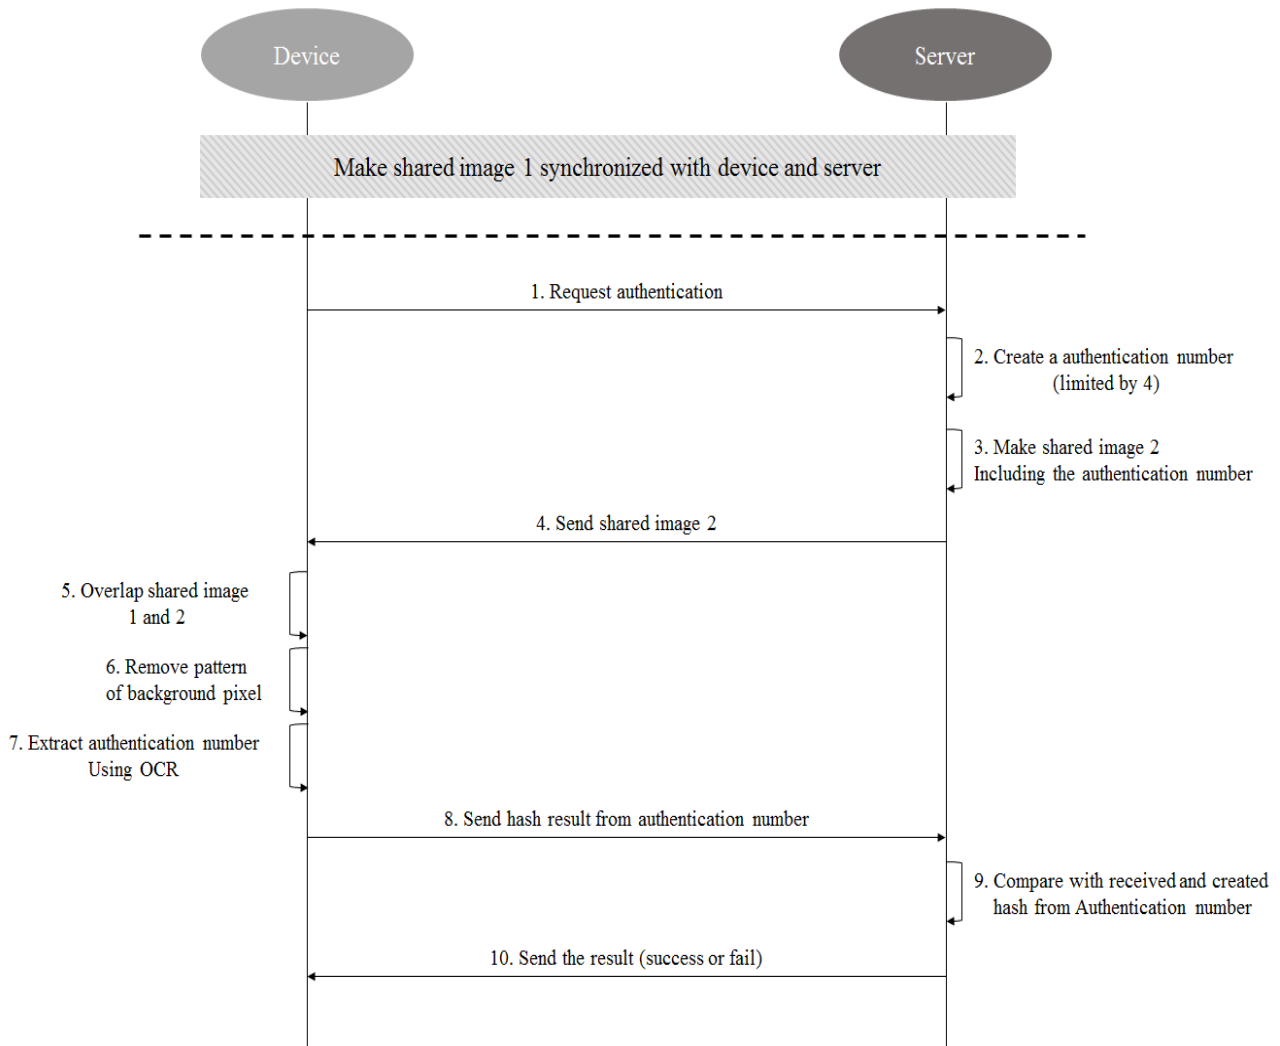 Device
Server
Make shared image 1 synchronized with device and server
1. Request authentication
2. Create a authentication number
(limited by 4)
3. Make shared image 2
Including the authentication number
4. Send shared image 2
5. Overlap shared image
1 and 2
6. Remove pattern
of background pixel
7. Extract authentication number
Using OCR
8. Send hash result from authentication number
9. Compare with received and created
hash from Authentication number
10. Send the result (success or fail)